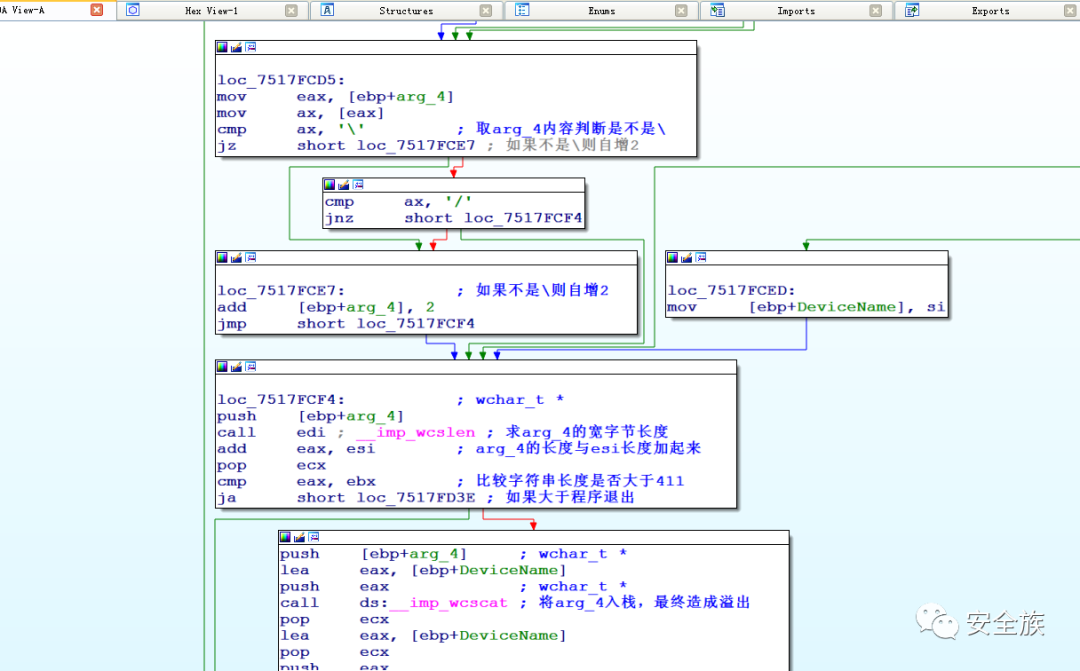 DA View-A
Hex View-1
Structures
Enums
Imports
Exports
loc_7517FCD5:
mov eax, [ebp+arg_4]
mov ax, [eax]
cmp ax, '\' ; 取arg_4内容判断是不是\
jz short loc_7517FCE7 ; 如果不是\则自增2
cmp ax, '/'
jnz short loc_7517FCF4
loc_7517FCE7: ; 如果不是\则自增2
add [ebp+arg_4], 2
jmp short loc_7517FCF4
loc_7517FCED:
mov [ebp+DeviceName], si
loc_7517FCF4: ; wchar_t *
push [ebp+arg_4]
call edi ; __imp_wcslen ; 求arg_4的宽字节长度
add eax, esi ; arg_4的长度与esi长度加起来
pop ecx
cmp eax, ebx ; 比较字符串长度是否大于411
ja short loc_7517FD3E ; 如果大于程序退出
push [ebp+arg_4] ; wchar_t *
lea eax, [ebp+DeviceName]
push eax ; wchar_t *
call ds:__imp_wcscat ; 将arg_4入栈，最终造成溢出
pop ecx
lea eax, [ebp+DeviceName]
pop ecx
push eax
安全族